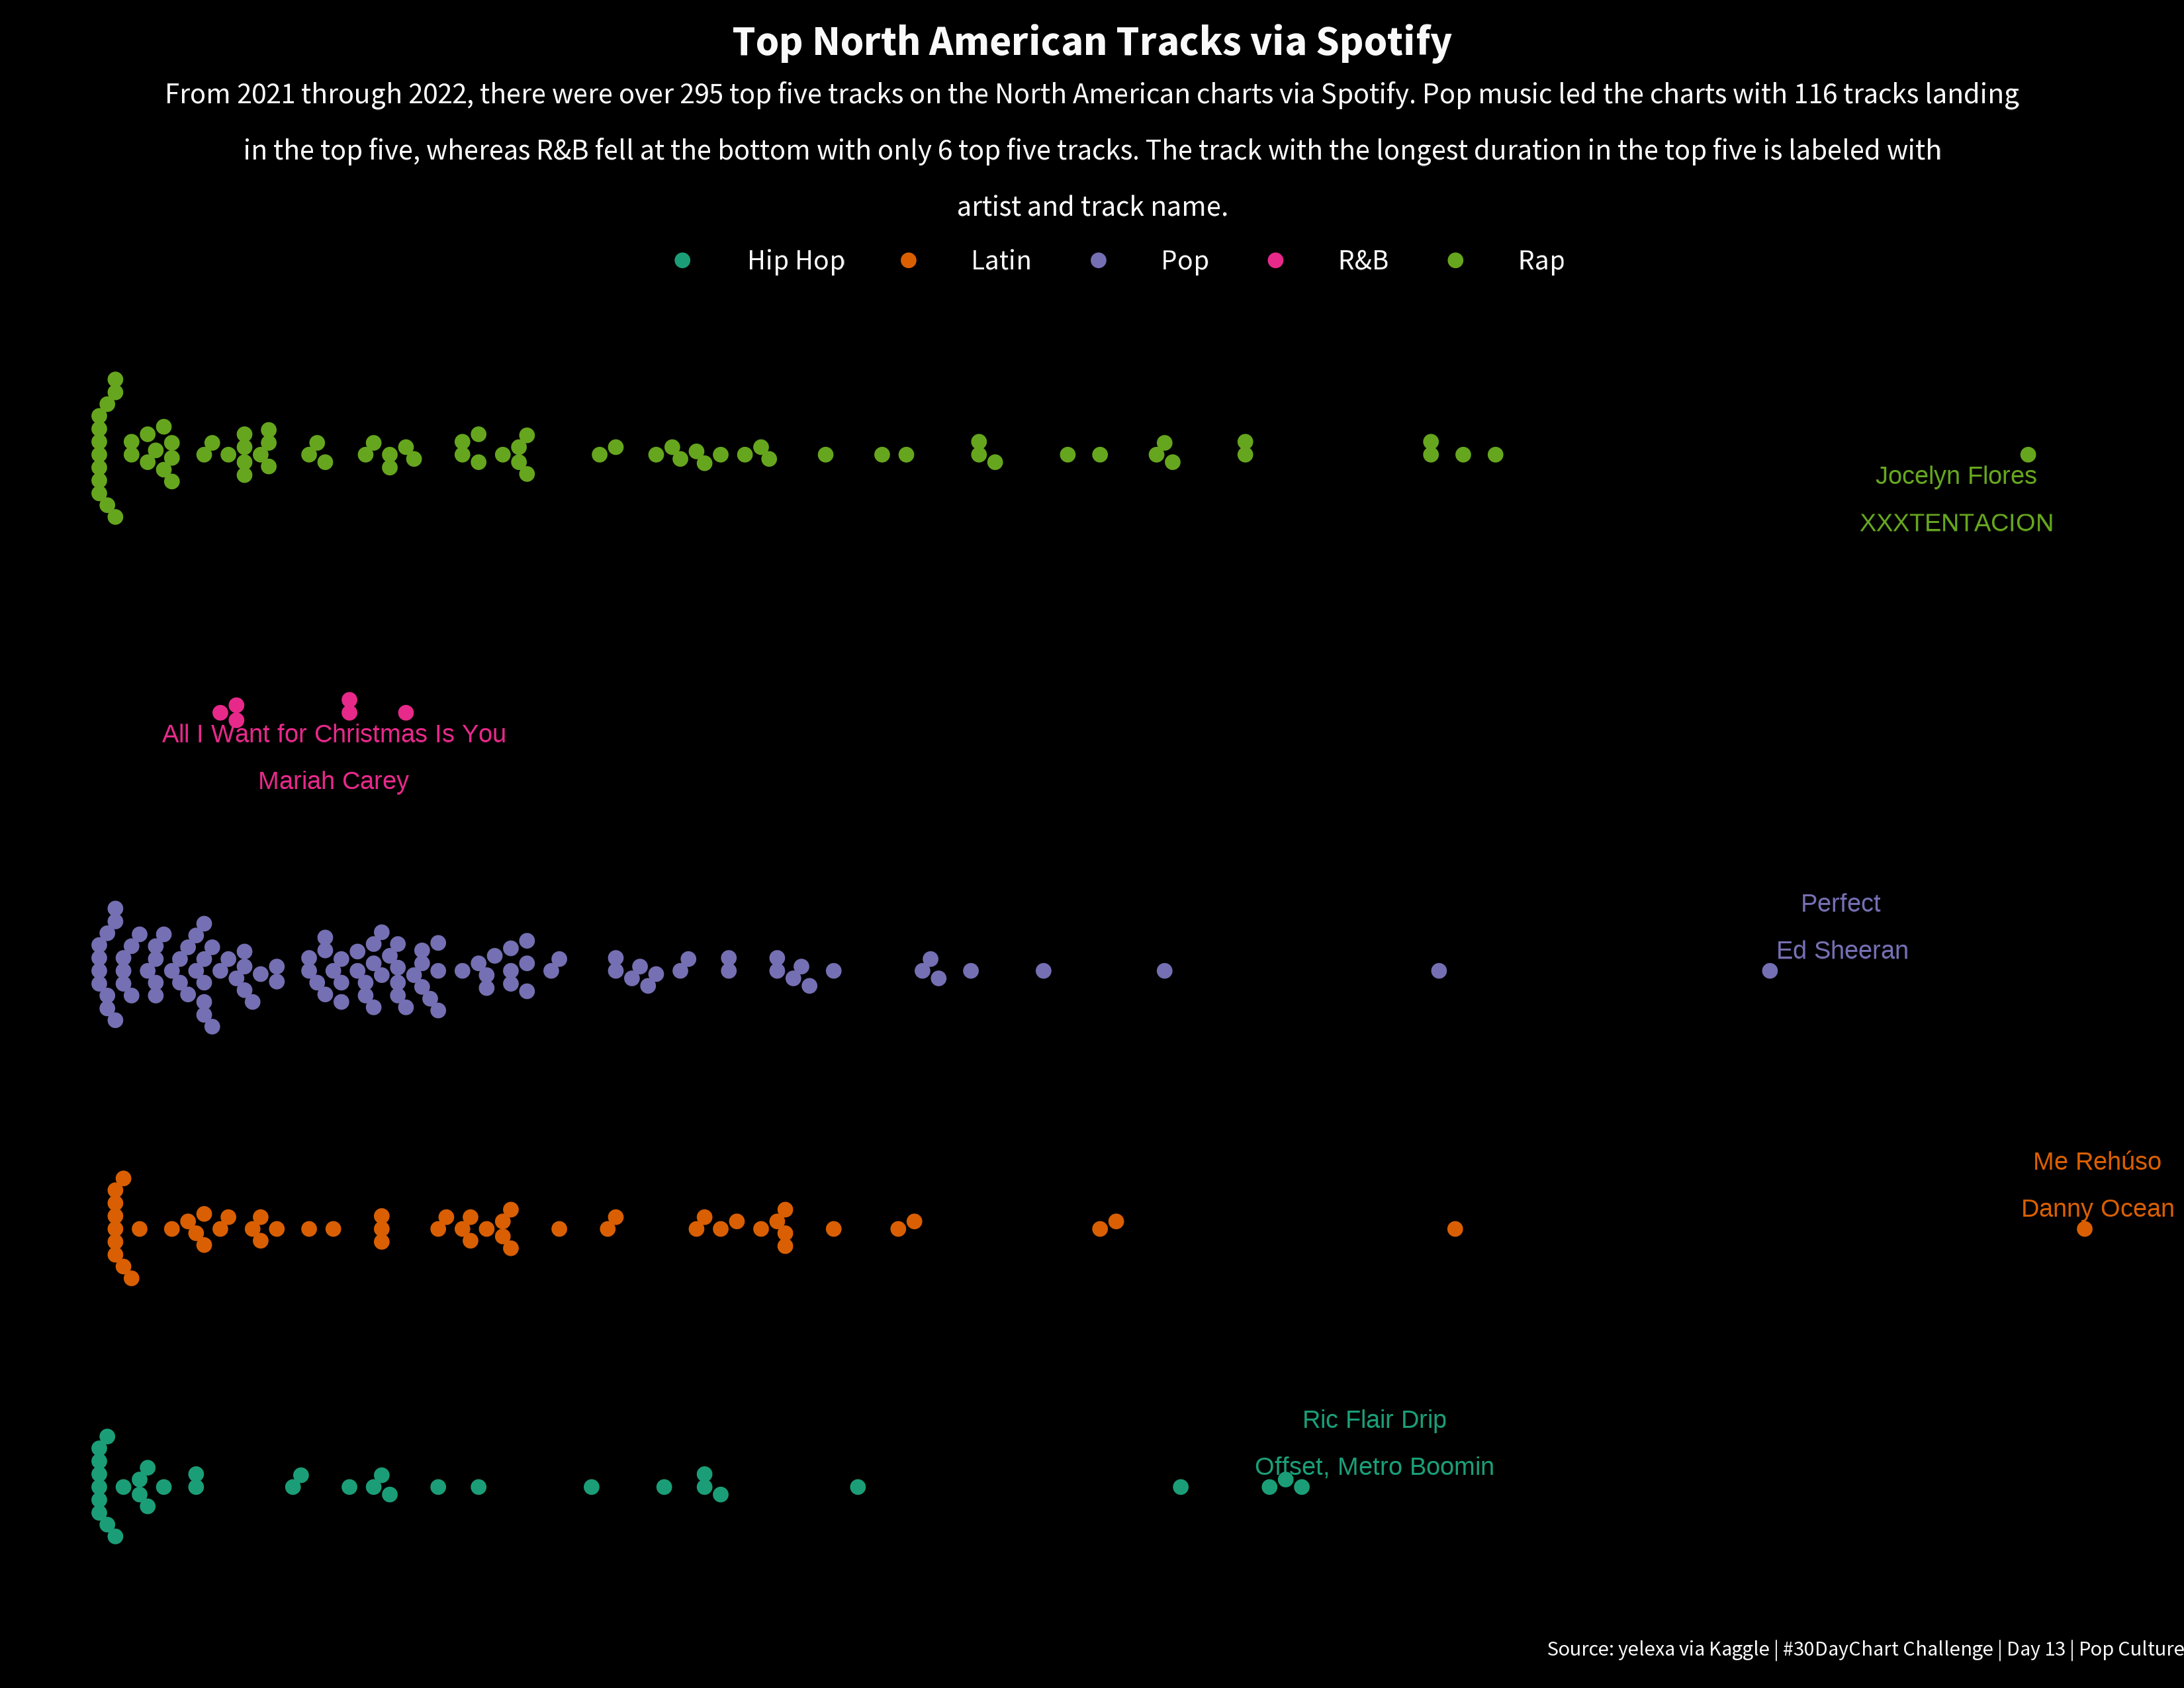 Top North American Tracks via Spotify
From 2021 through 2022, there were over 295 top five tracks on the North American charts via Spotify. Pop music led the charts with 116 tracks landing
in the top five, whereas R&B fell at the bottom with only 6 top five tracks. The track with the longest duration in the top five is labeled with
artist and track name.
Hip Hop Latin Pop R&B Rap
Jocelyn Flores
XXXTENTACION
All I Want for Christmas Is You
Mariah Carey
Perfect
Ed Sheeran
Me Rehúso
Danny Ocean
Ric Flair Drip
Offset, Metro Boomin
Source: yelexa via Kaggle | #30DayChart Challenge | Day 13 | Pop Culture